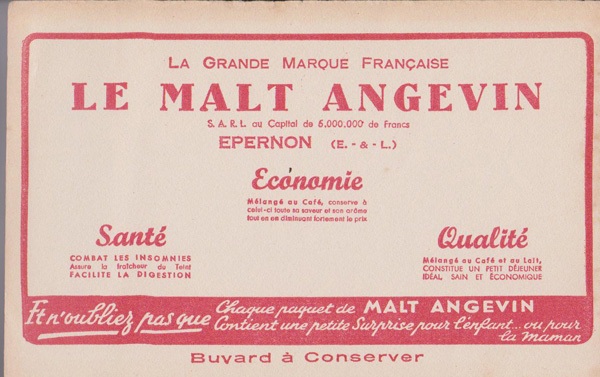 LA GRANDE MARQUE FRANÇAISE
LE MALT ANGEVIN
S. A. R. L. au Capital de 6.000.000 de Francs
EPERNON (E. - & - L.)
Economie
Mélangé au Café, conserve à
celui-ci toute sa saveur et son arôme
tout en en diminuant fortement le prix
Santé
COMBAT LES INSOMNIES
Assure la fraîcheur du Teint
FACILITE LA DIGESTION
Qualité
Mélangé au Café et au Lait,
CONSTITUE UN PETIT DÉJEUNER
IDÉAL, SAIN ET ÉCONOMIQUE
Et n'oubliez pas que Chaque paquet de MALT ANGEVIN
Contient une petite Surprise pour l'enfant... ou pour
la Maman
Buvard à Conserver